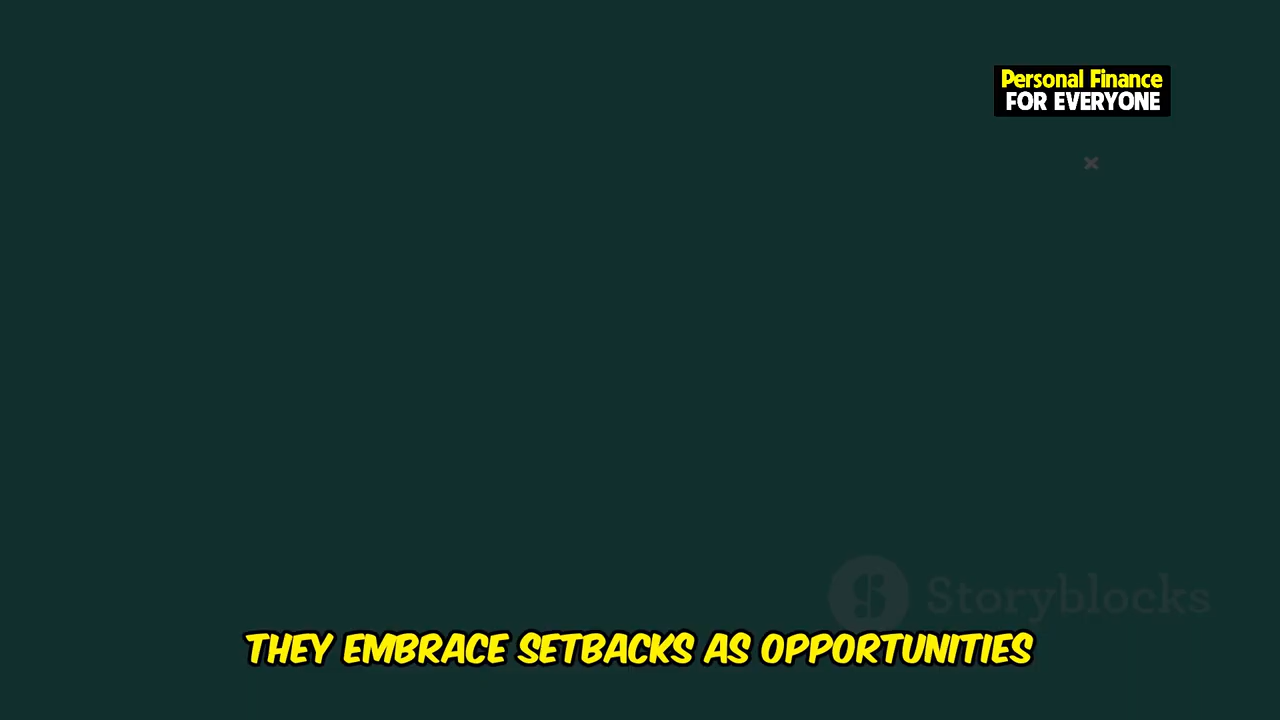 Personal Finance
FOR EVERYONE
Storyblocks
THEY EMBRACE SETBACKS AS OPPORTUNITIES